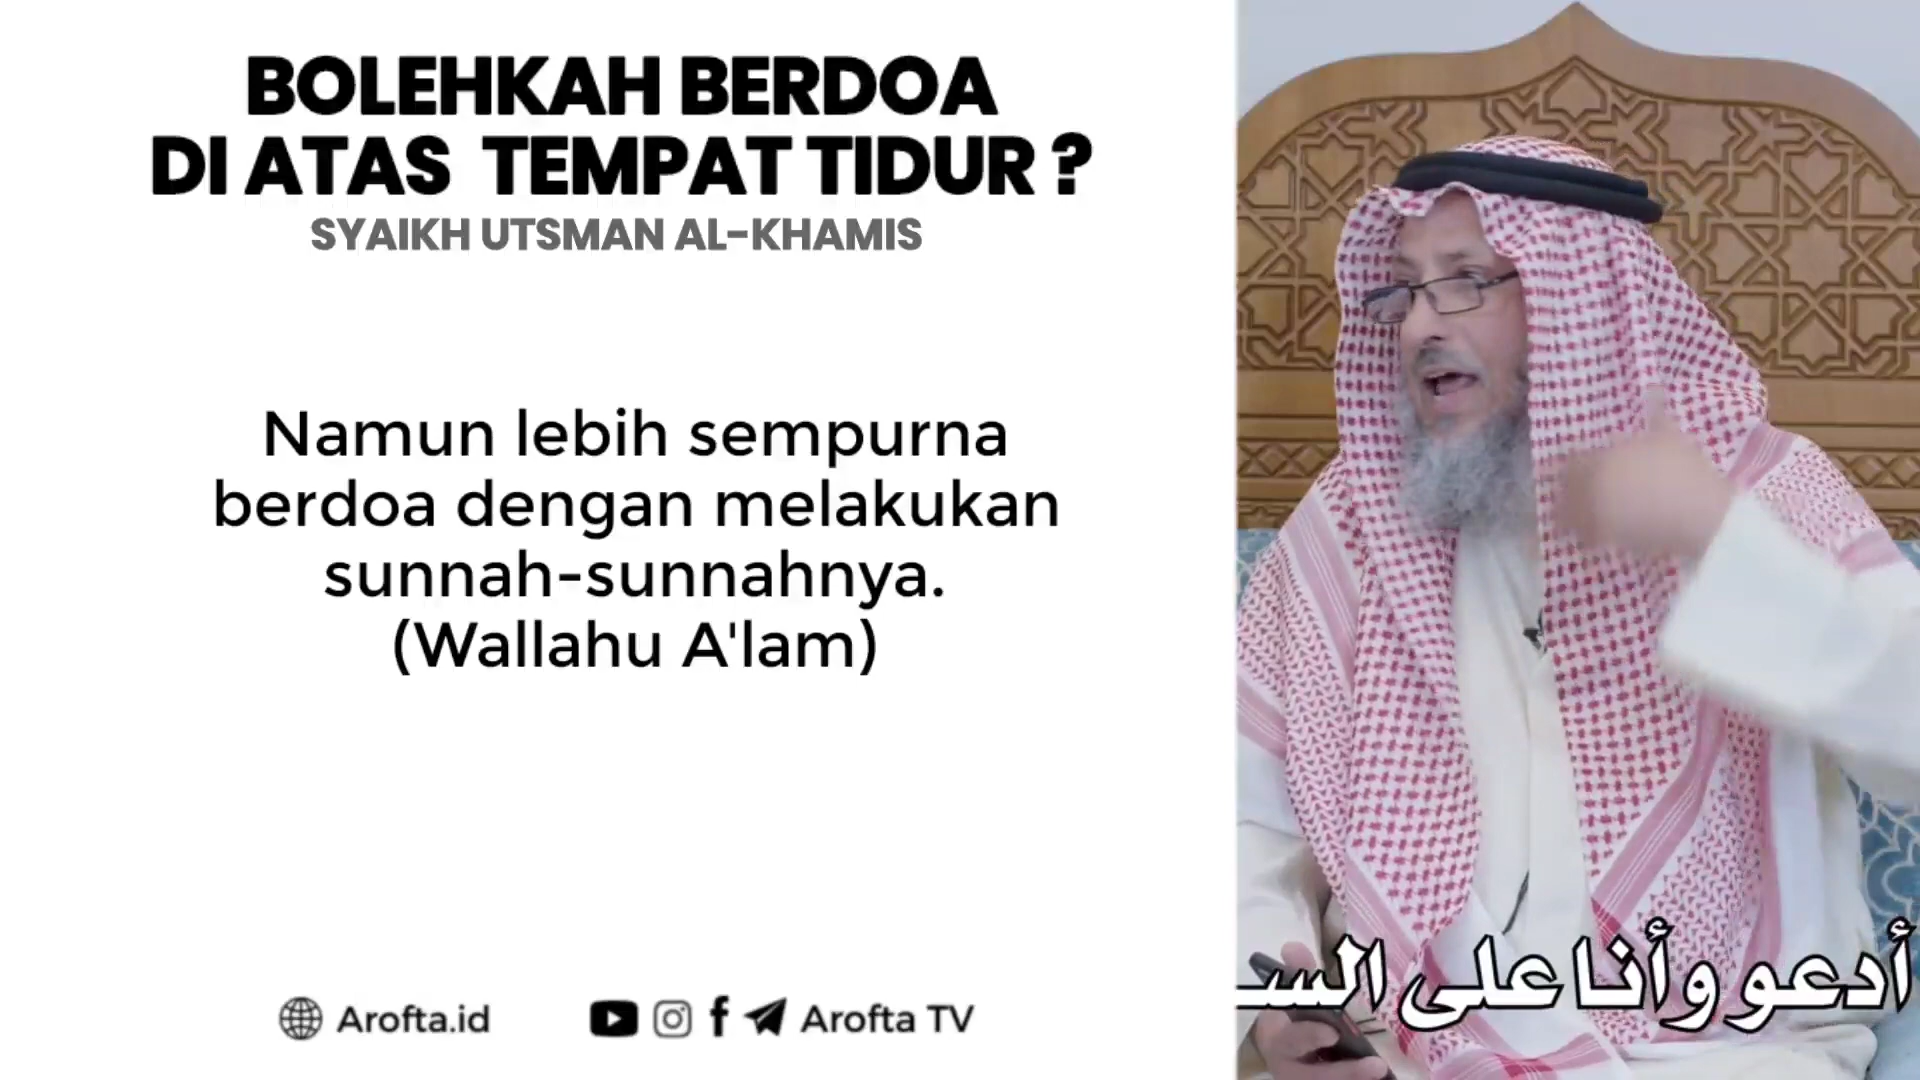 BOLEHKAH BERDOA
DI ATAS TEMPAT TIDUR ?
SYAIKH UTSMAN AL-KHAMIS
Namun lebih sempurna
berdoa dengan melakukan
sunnah-sunnahnya.
(Wallahu A'lam)
أدعو وأنا على
Arofta.id
Arofta TV